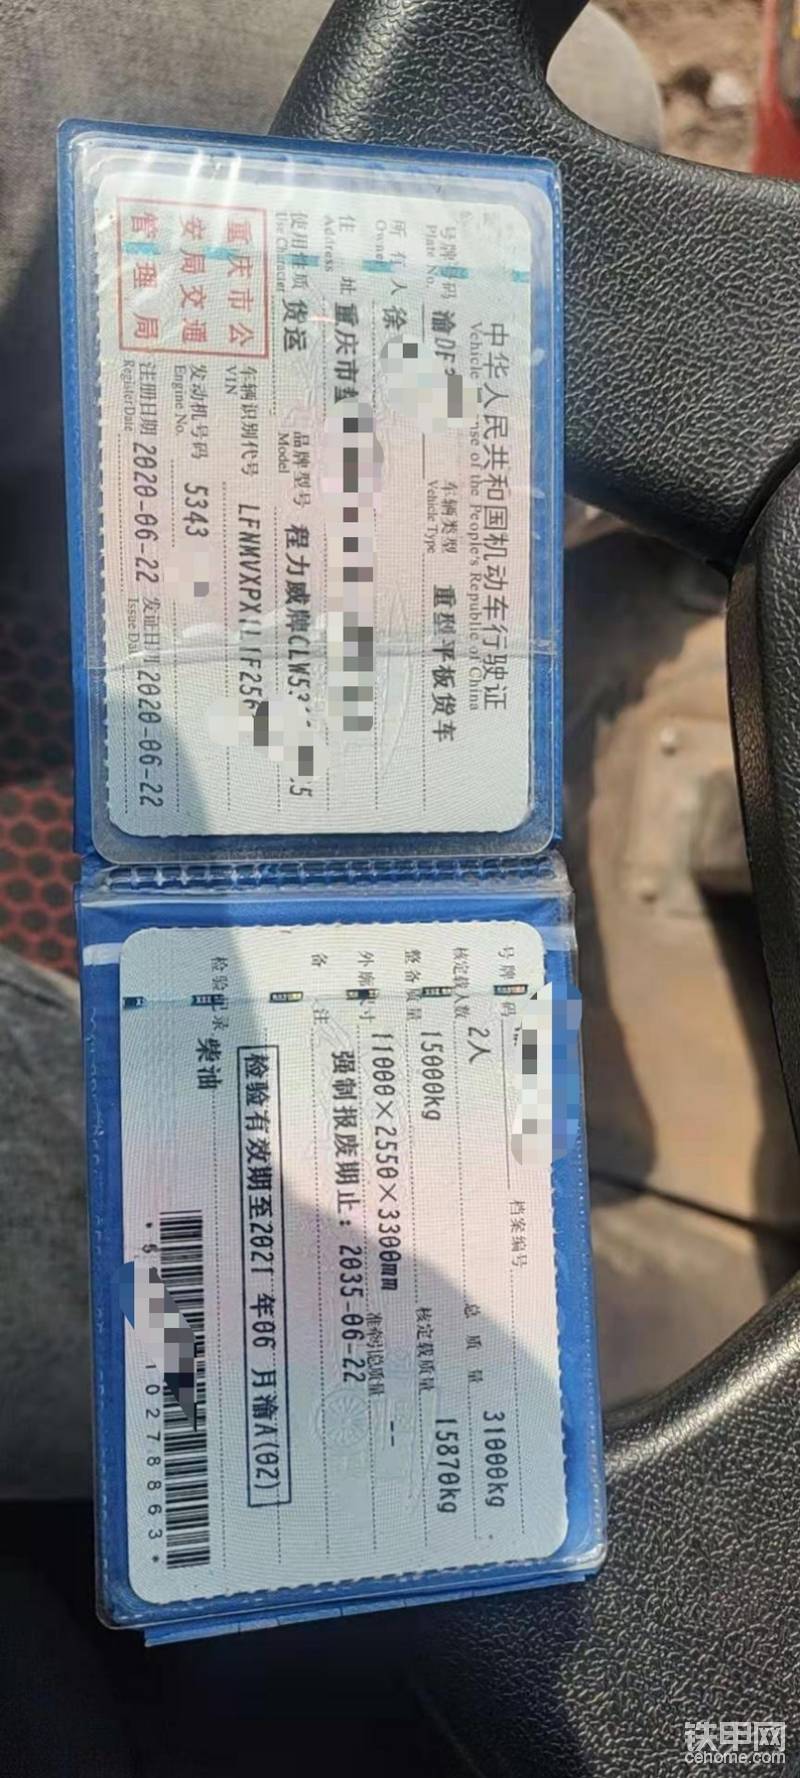 中华人民共和国机动车行驶证
Vehicle nse of the People's Republic of China
号牌号码 渝DF 车辆类型 重型平板货车
Plate No. Vehicle Type
所有人 徐
Owner
住址 重庆市
Address
使用性质 货运 品牌型号 程力威牌CLW5 5
Use Character Model
重庆市公
安局交通
管理局
车辆识别代号 LFNMVXPX1L1F256
VIN
发动机号码 5343
Engine No.
注册日期 2020-06-22 发证日期 2020-06-22
Register Date Issue Date
号牌号码 档案编号
核定载人数 2人 总质量 31000kg
整备质量 15000kg 核定载质量 15870kg
外廓尺寸 11000×2550×3300mm 准牵引总质量 --
备注 强制报废期止：2035-06-22
检验有效期至2021年06月渝A(02)
检验记录 柴油
*5 10278863*
铁甲网
cehome.com